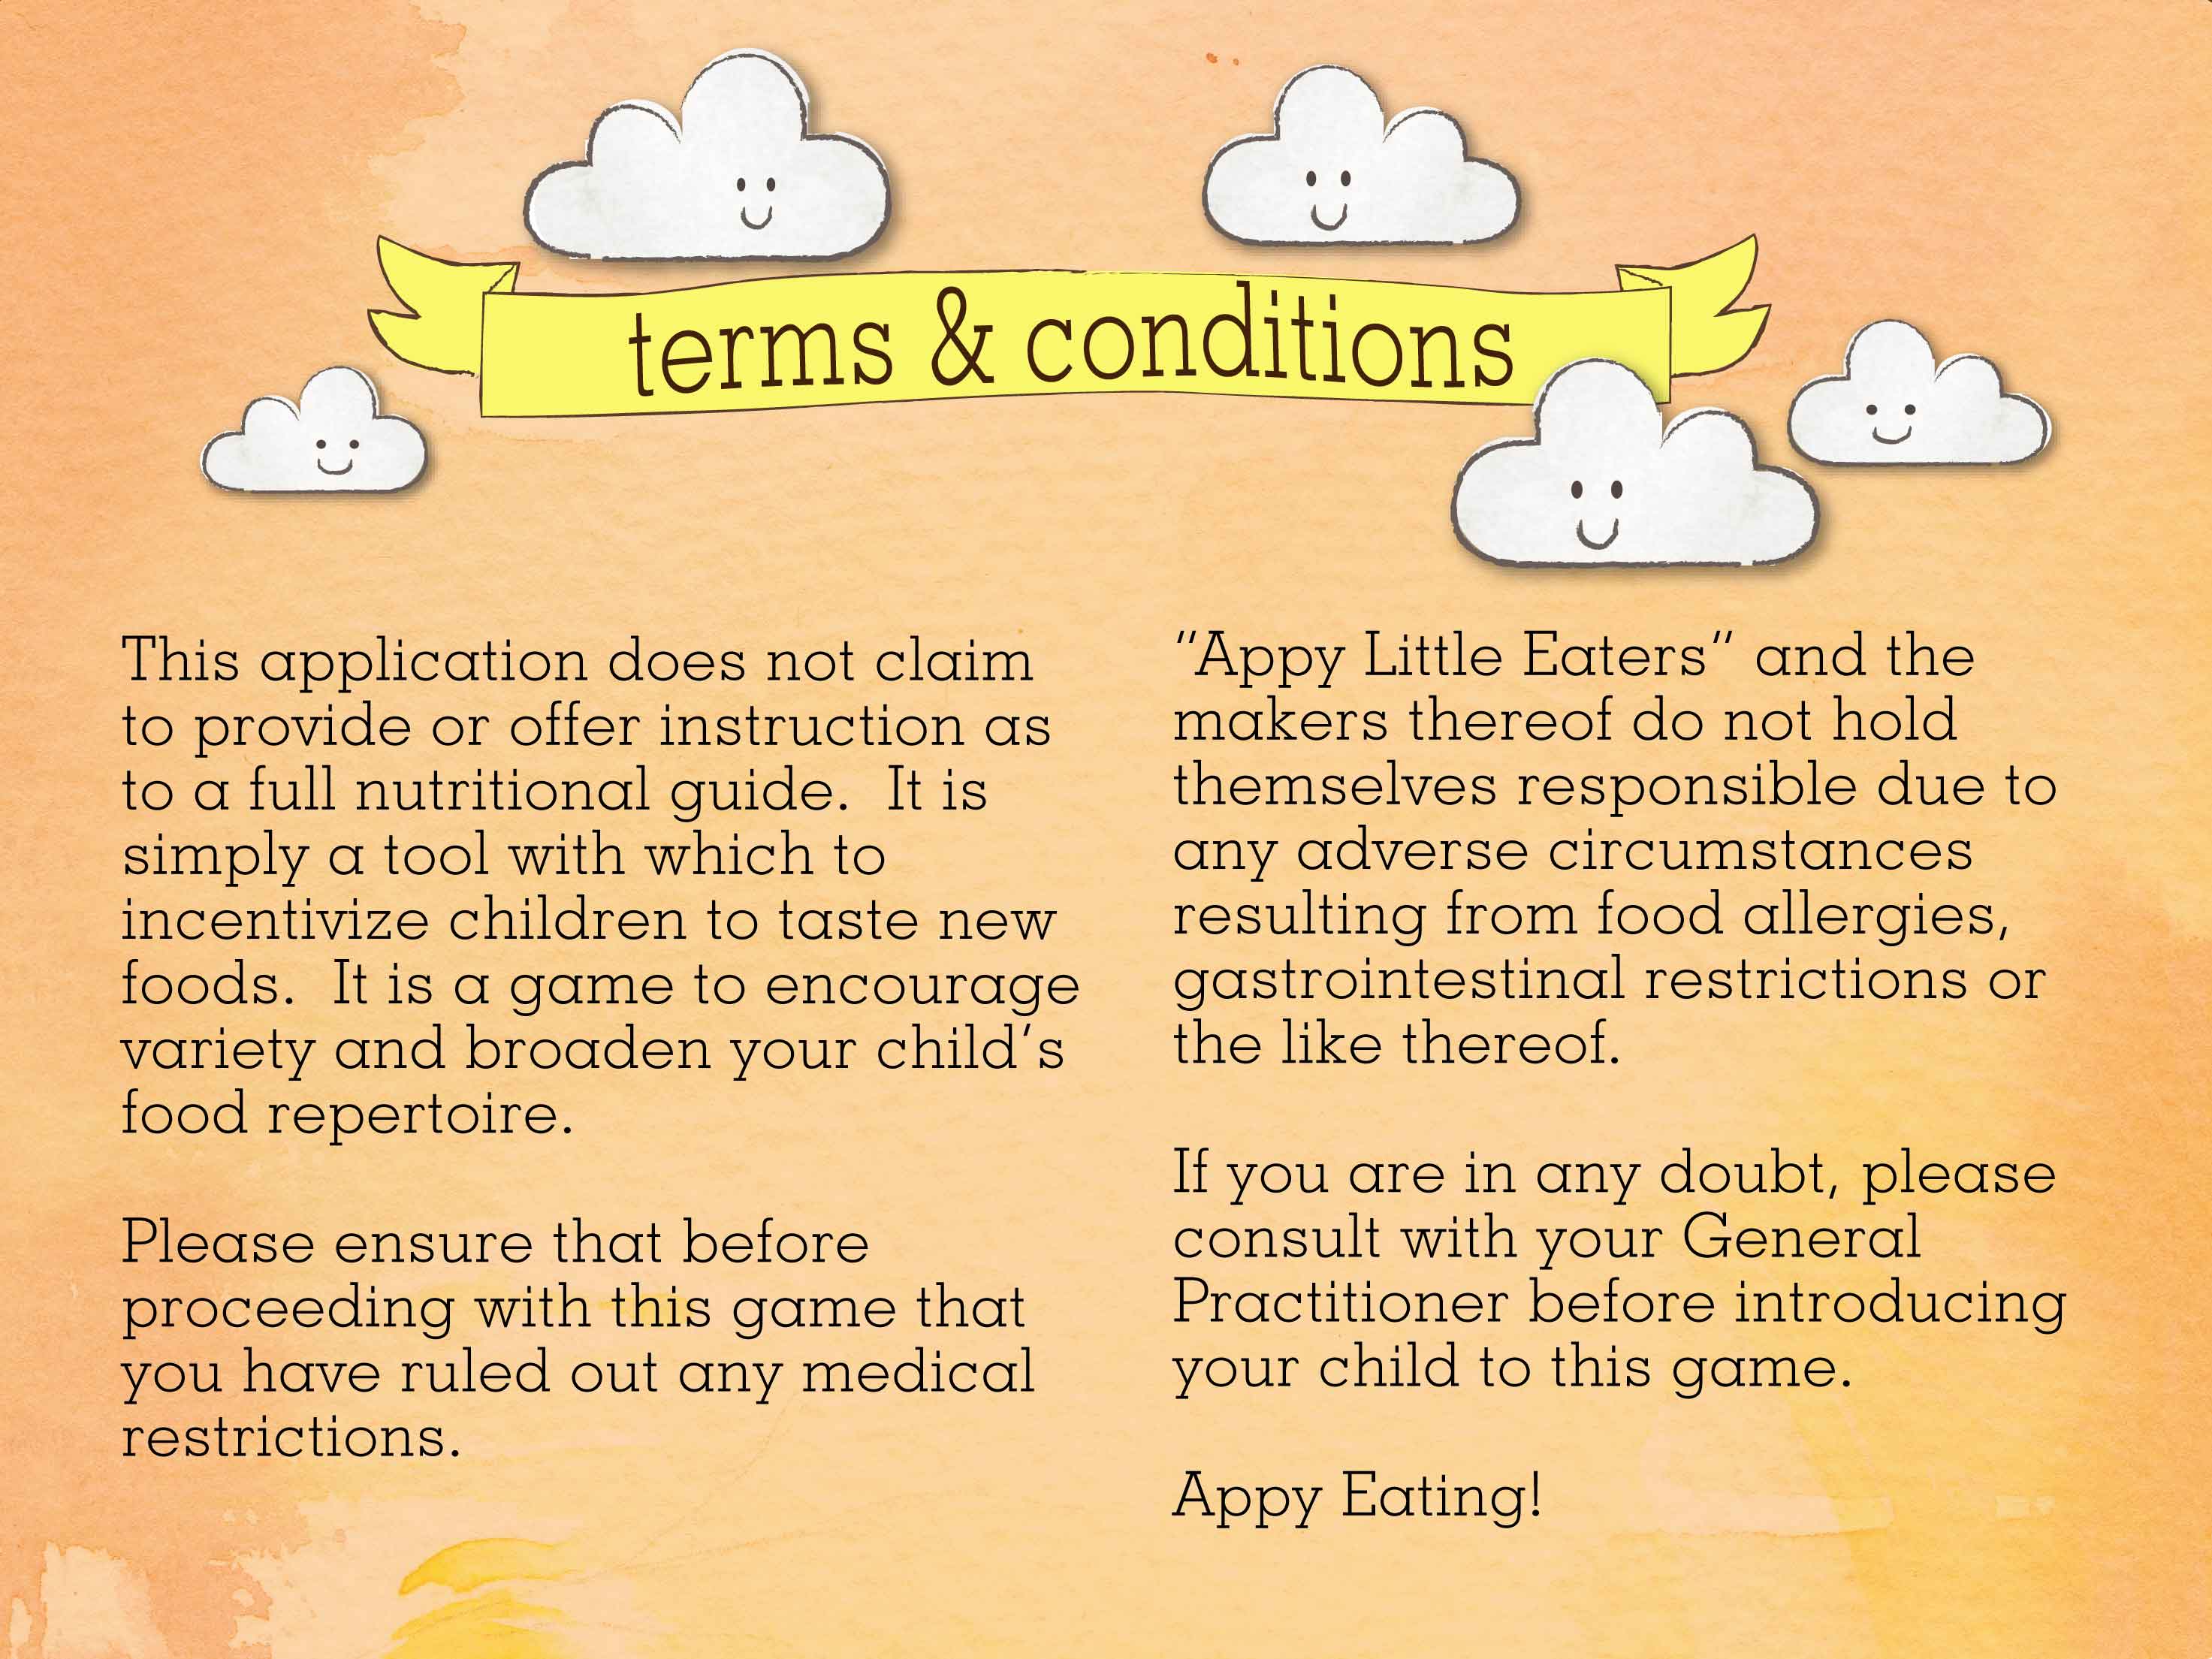 terms & conditions
This application does not claim
to provide or offer instruction as
to a full nutritional guide.  It is
simply a tool with which to
incentivize children to taste new
foods.  It is a game to encourage
variety and broaden your child's
food repertoire.
Please ensure that before
proceeding with this game that
you have ruled out any medical
restrictions.
"Appy Little Eaters" and the
makers thereof do not hold
themselves responsible due to
any adverse circumstances
resulting from food allergies,
gastrointestinal restrictions or
the like thereof.
If you are in any doubt, please
consult with your General
Practitioner before introducing
your child to this game.
Appy Eating!